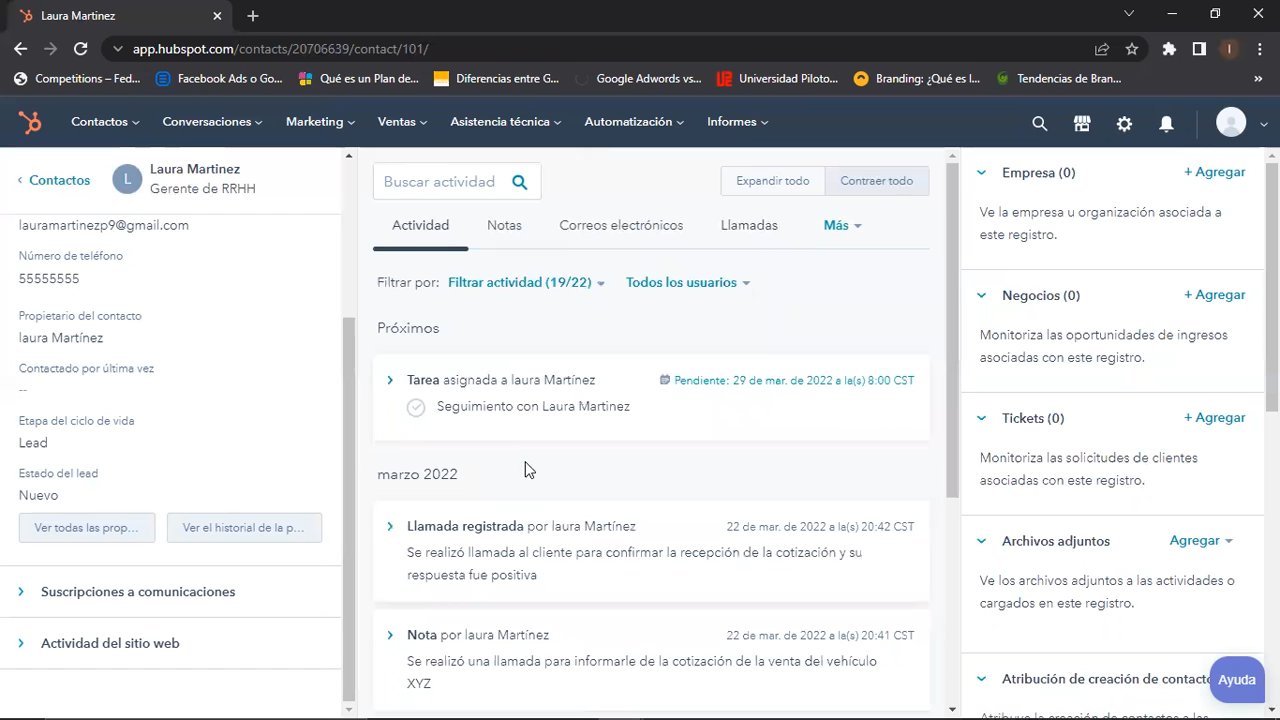 Laura Martinez
app.hubspot.com/contacts/20706639/contact/101/
Competitions – Fed...
Facebook Ads o Go...
Qué es un Plan de...
Diferencias entre G...
Google Adwords vs...
Universidad Piloto...
Branding: ¿Qué es l...
Tendencias de Bran...
Contactos
Conversaciones
Marketing
Ventas
Asistencia técnica
Automatización
Informes
Contactos
L
Laura Martinez
Gerente de RRHH
lauramartinezp9@gmail.com
Número de teléfono
55555555
Propietario del contacto
laura Martínez
Contactado por última vez
--
Etapa del ciclo de vida
Lead
Estado del lead
Nuevo
Ver todas las prop...
Ver el historial de la p...
Suscripciones a comunicaciones
Actividad del sitio web
Buscar actividad
Expandir todo
Contraer todo
Actividad
Notas
Correos electrónicos
Llamadas
Más
Filtrar por: Filtrar actividad (19/22) Todos los usuarios
Próximos
Tarea asignada a laura Martínez
Pendiente: 29 de mar. de 2022 a la(s) 8:00 CST
Seguimiento con Laura Martinez
marzo 2022
Llamada registrada por laura Martínez
22 de mar. de 2022 a la(s) 20:42 CST
Se realizó llamada al cliente para confirmar la recepción de la cotización y su
respuesta fue positiva
Nota por laura Martínez
22 de mar. de 2022 a la(s) 20:41 CST
Se realizó una llamada para informarle de la cotización de la venta del vehículo
XYZ
Empresa (0)
+ Agregar
Ve la empresa u organización asociada a
este registro.
Negocios (0)
+ Agregar
Monitoriza las oportunidades de ingresos
asociadas con este registro.
Tickets (0)
+ Agregar
Monitoriza las solicitudes de clientes
asociadas con este registro.
Archivos adjuntos
Agregar
Ve los archivos adjuntos a las actividades o
cargados en este registro.
Atribución de creación de contacto
Ayuda